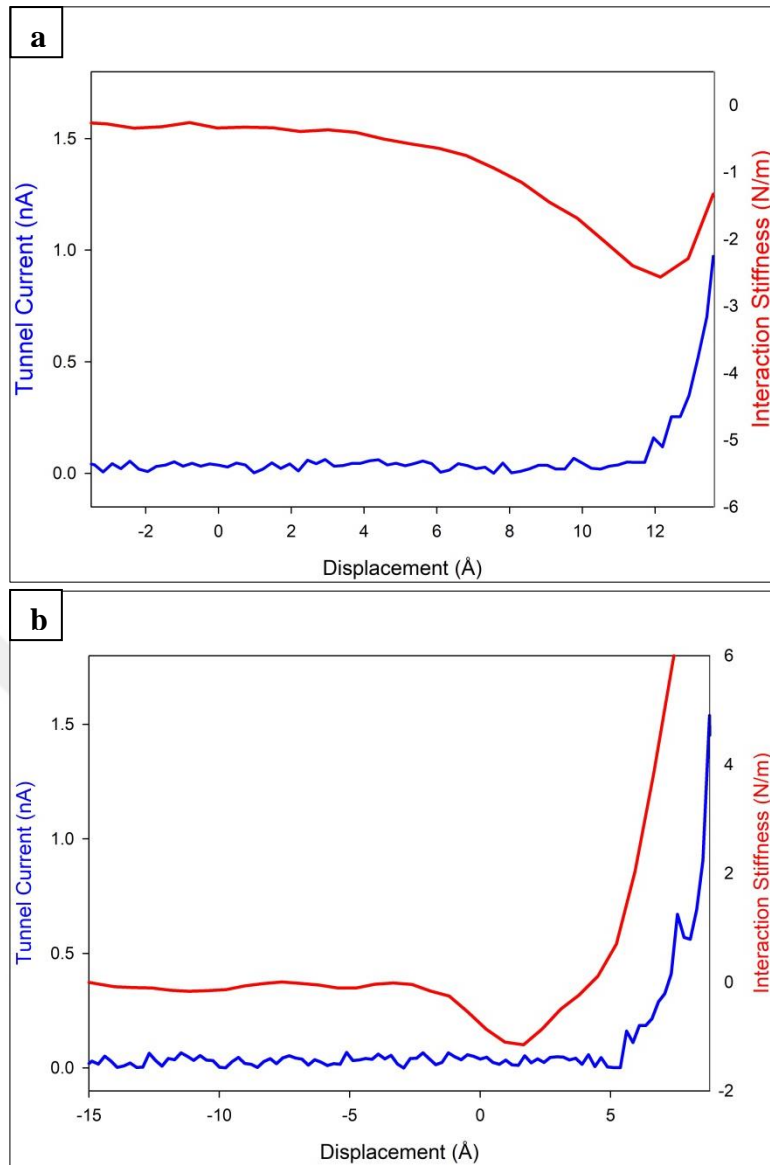 a
Tunnel Current (nA)
1.5
1.0
0.5
0.0
0
-1
-2
-3
-4
-5
-6
Interaction Stiffness (N/m)
-2 0 2 4 6 8 10 12
Displacement (Å)
b
Tunnel Current (nA)
1.5
1.0
0.5
0.0
6
4
2
0
-2
Interaction Stiffness (N/m)
-15 -10 -5 0 5
Displacement (Å)